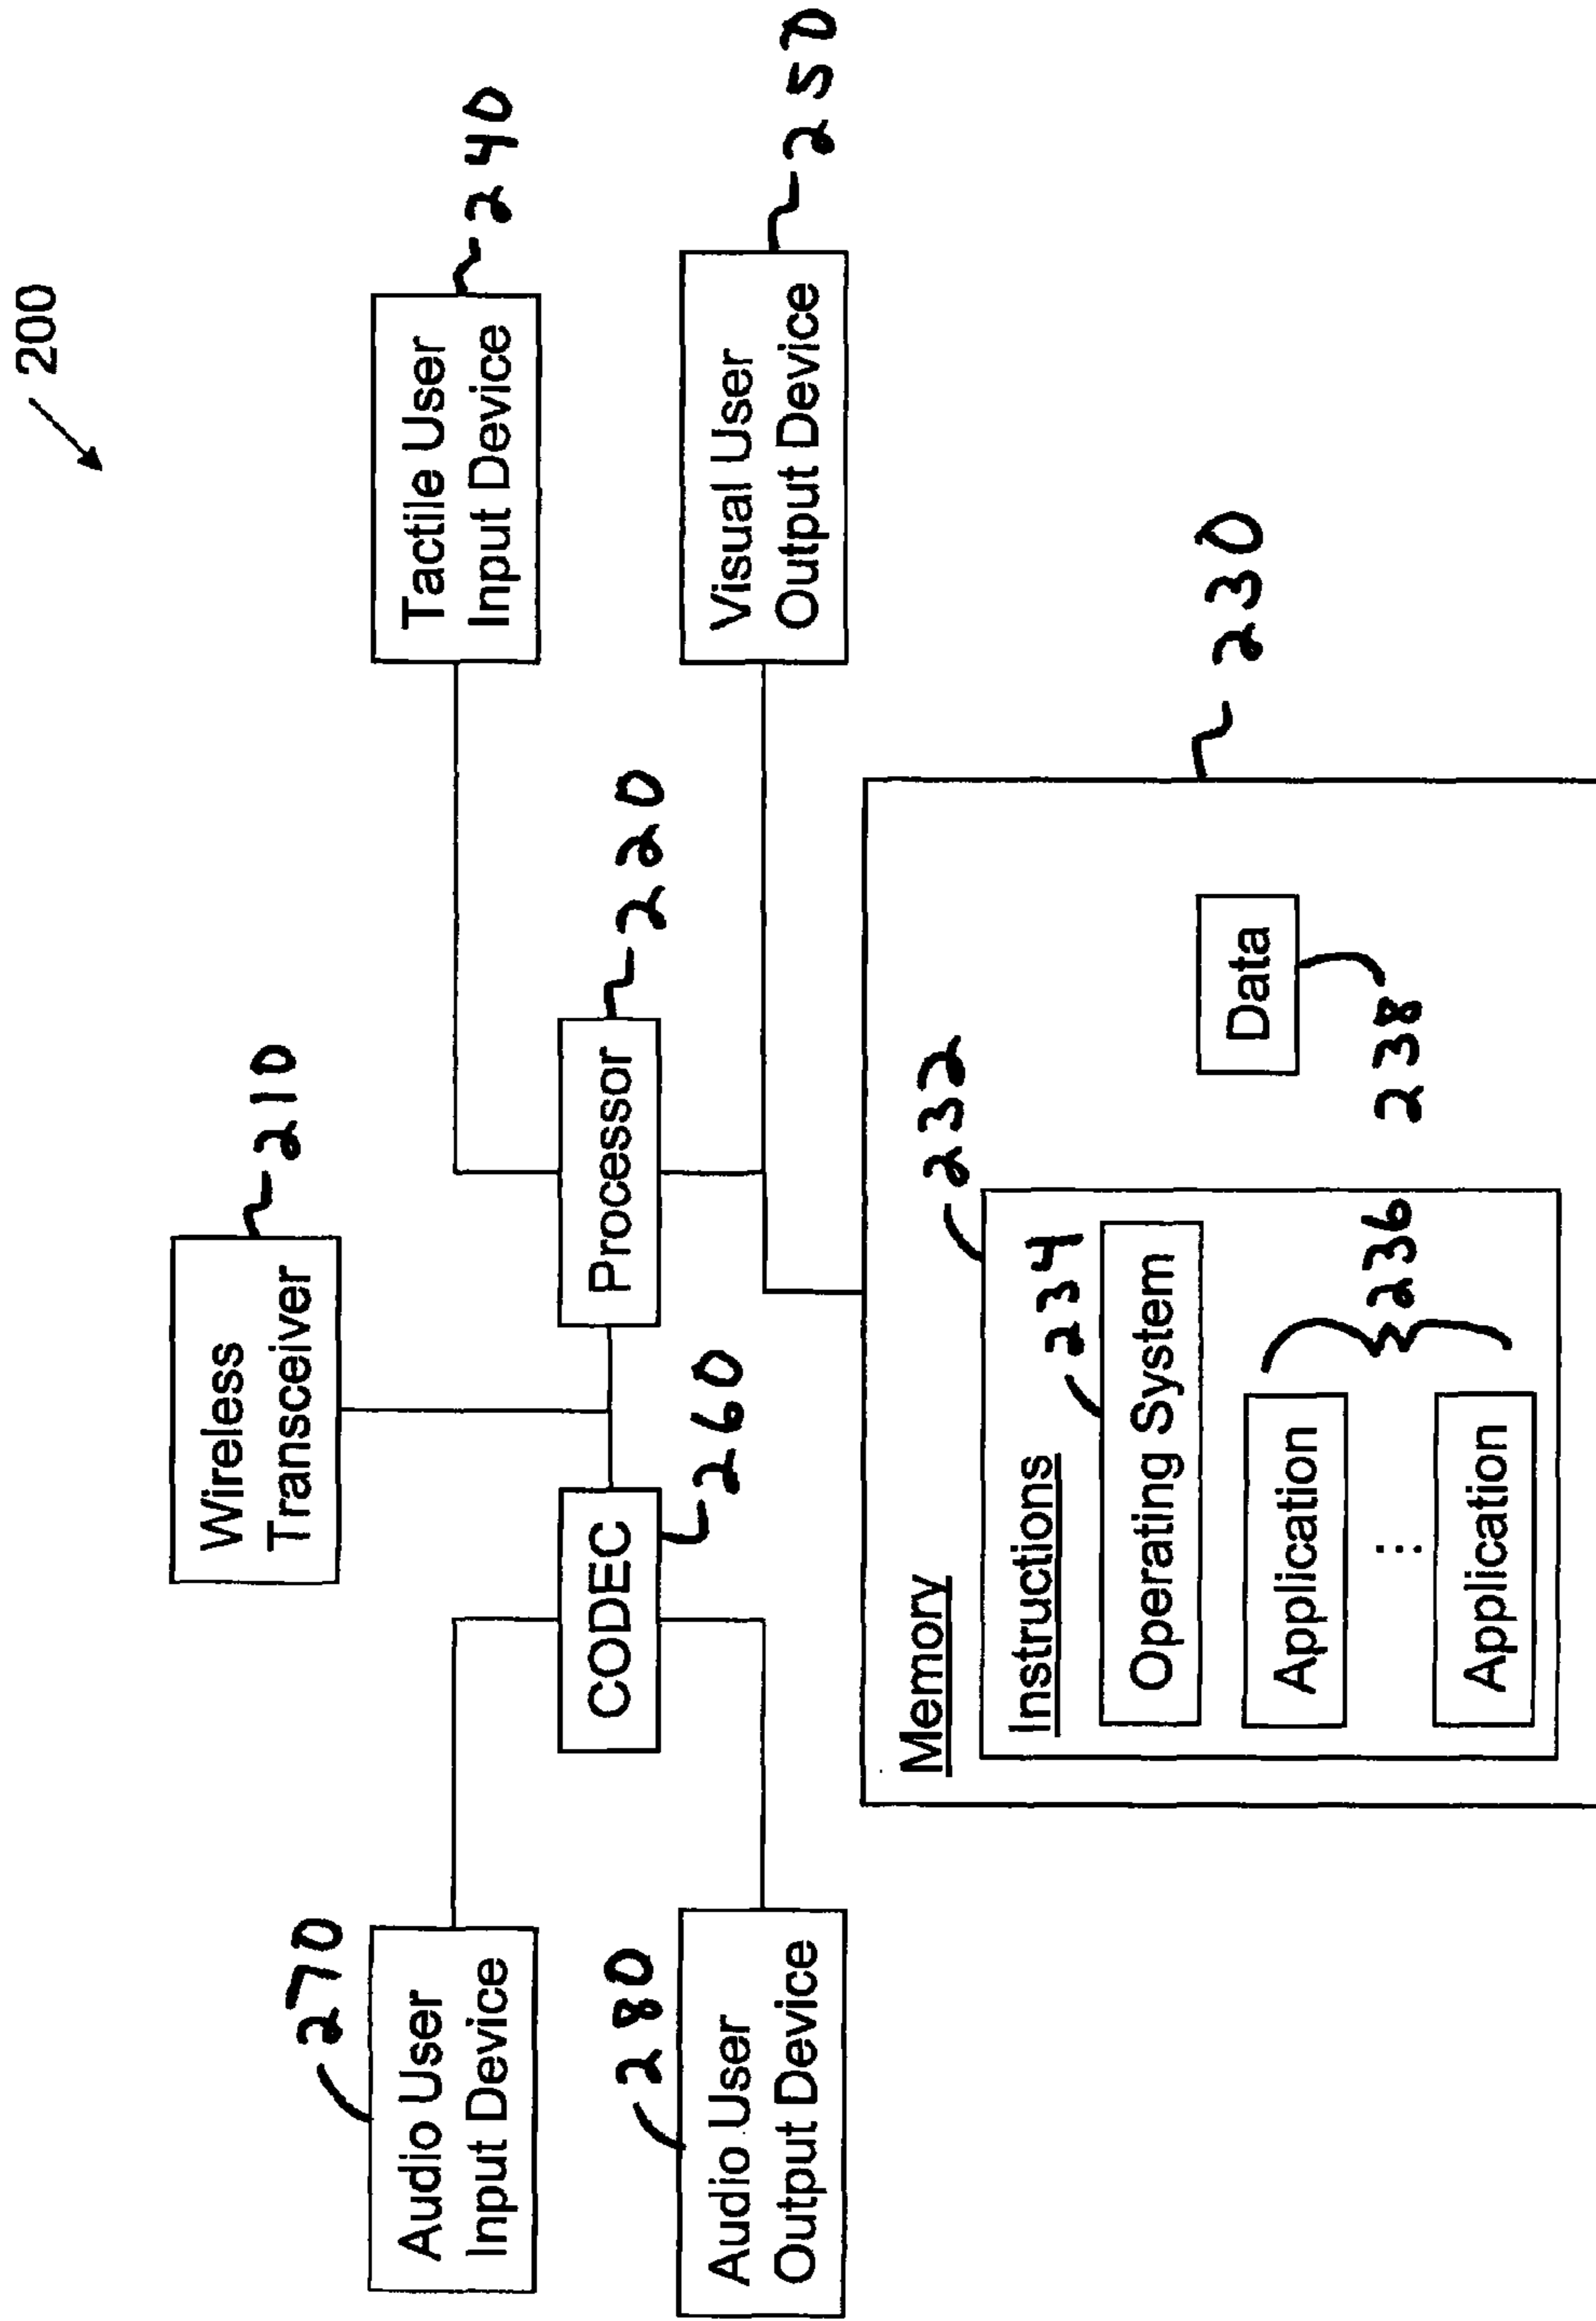 200
Wireless
Transceiver
210
270
Audio User
Input Device
Tactile User
Input Device
240
CODEC
260
Processor
220
280
Audio User
Output Device
Visual User
Output Device
250
Memory
230
232
Instructions
234
Operating System
Application
...
Application
236
Data
238